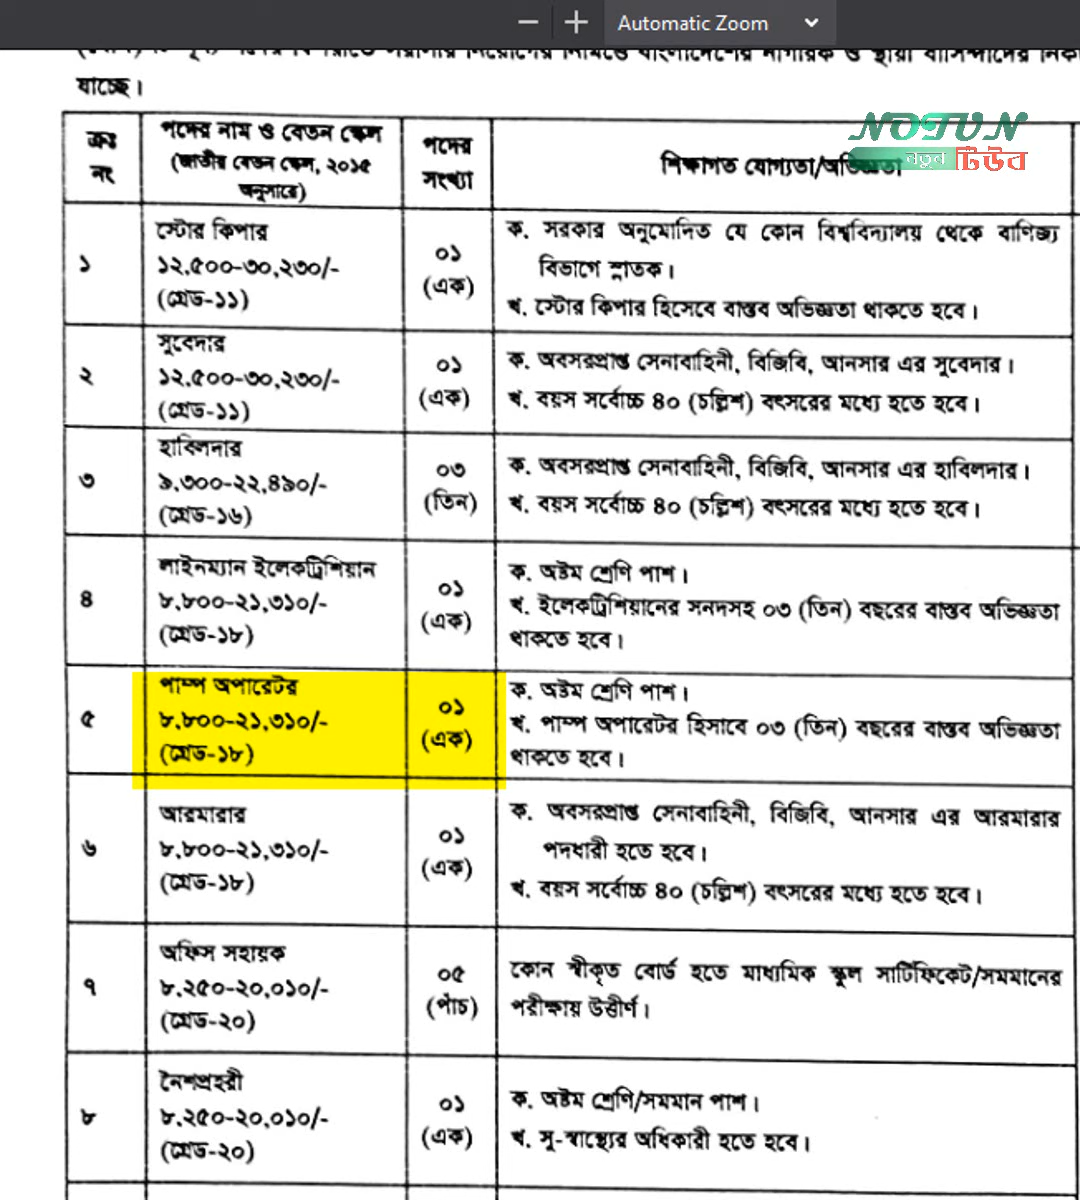 Automatic Zoom
বাংলাদেশের নাগরিক ও স্থায়ী বাসিন্দাদের
যাচ্ছে।
NOTUN
নতুন টিউব
ক্রঃ নং
পদের নাম ও বেতন স্কেল
(জাতীয় বেতন স্কেল, ২০১৫
অনুসারে)
পদের
সংখ্যা
শিক্ষাগত যোগ্যতা/অভিজ্ঞতা
১
স্টোর কিপার
১২,৫০০-৩০,২৩০/-
(গ্রেড-১১)
০১
(এক)
ক. সরকার অনুমোদিত যে কোন বিশ্ববিদ্যালয় থেকে বাণিজ্য
বিভাগে স্নাতক।
খ. স্টোর কিপার হিসেবে বাস্তব অভিজ্ঞতা থাকতে হবে।
২
সুবেদার
১২,৫০০-৩০,২৩০/-
(গ্রেড-১১)
০১
(এক)
ক. অবসরপ্রাপ্ত সেনাবাহিনী, বিজিবি, আনসার এর সুবেদার।
খ. বয়স সর্বোচ্চ ৪০ (চল্লিশ) বৎসরের মধ্যে হতে হবে।
৩
হাবিলদার
৯,৩০০-২২,৪৯০/-
(গ্রেড-১৬)
০৩
(তিন)
ক. অবসরপ্রাপ্ত সেনাবাহিনী, বিজিবি, আনসার এর হাবিলদার।
খ. বয়স সর্বোচ্চ ৪০ (চল্লিশ) বৎসরের মধ্যে হতে হবে।
৪
লাইনম্যান ইলেকট্রিশিয়ান
৮,৮০০-২১,৩১০/-
(গ্রেড-১৮)
০১
(এক)
ক. অষ্টম শ্রেণি পাশ।
খ. ইলেকট্রিশিয়ানের সনদসহ ০৩ (তিন) বছরের বাস্তব অভিজ্ঞতা
থাকতে হবে।
৫
পাম্প অপারেটর
৮,৮০০-২১,৩১০/-
(গ্রেড-১৮)
০১
(এক)
ক. অষ্টম শ্রেণি পাশ।
খ. পাম্প অপারেটর হিসাবে ০৩ (তিন) বছরের বাস্তব অভিজ্ঞতা
থাকতে হবে।
৬
আরমারার
৮,৮০০-২১,৩১০/-
(গ্রেড-১৮)
০১
(এক)
ক. অবসরপ্রাপ্ত সেনাবাহিনী, বিজিবি, আনসার এর আরমারার
পদধারী হতে হবে।
খ. বয়স সর্বোচ্চ ৪০ (চল্লিশ) বৎসরের মধ্যে হতে হবে।
৭
অফিস সহায়ক
৮,২৫০-২০,০১০/-
(গ্রেড-২০)
০৫
(পাঁচ)
কোন স্বীকৃত বোর্ড হতে মাধ্যমিক স্কুল সার্টিফিকেট/সমমানের
পরীক্ষায় উত্তীর্ণ।
৮
নৈশপ্রহরী
৮,২৫০-২০,০১০/-
(গ্রেড-২০)
০১
(এক)
ক. অষ্টম শ্রেণি/সমমান পাশ।
খ. সু-স্বাস্থ্যের অধিকারী হতে হবে।